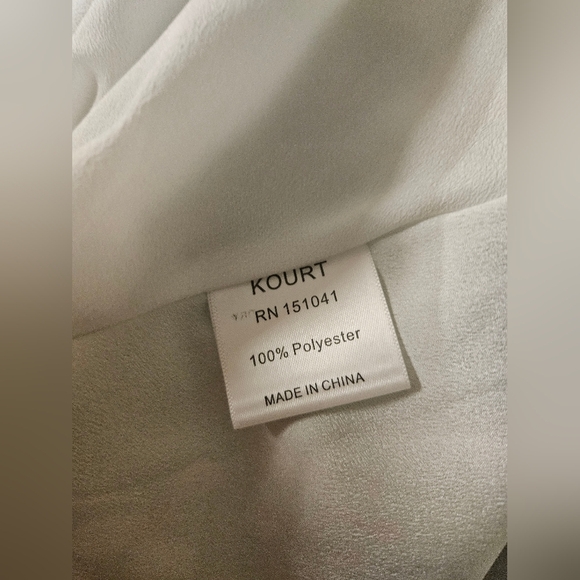 KOURT
RN 151041
100% Polyester
MADE IN CHINA